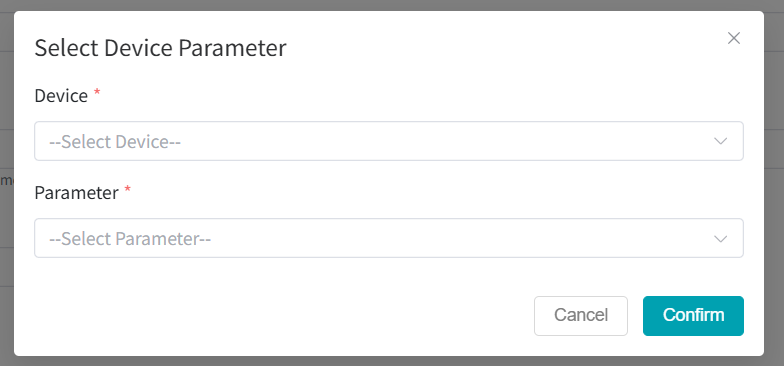 Select Device Parameter
Device *
--Select Device--
Parameter *
--Select Parameter--
Cancel Confirm